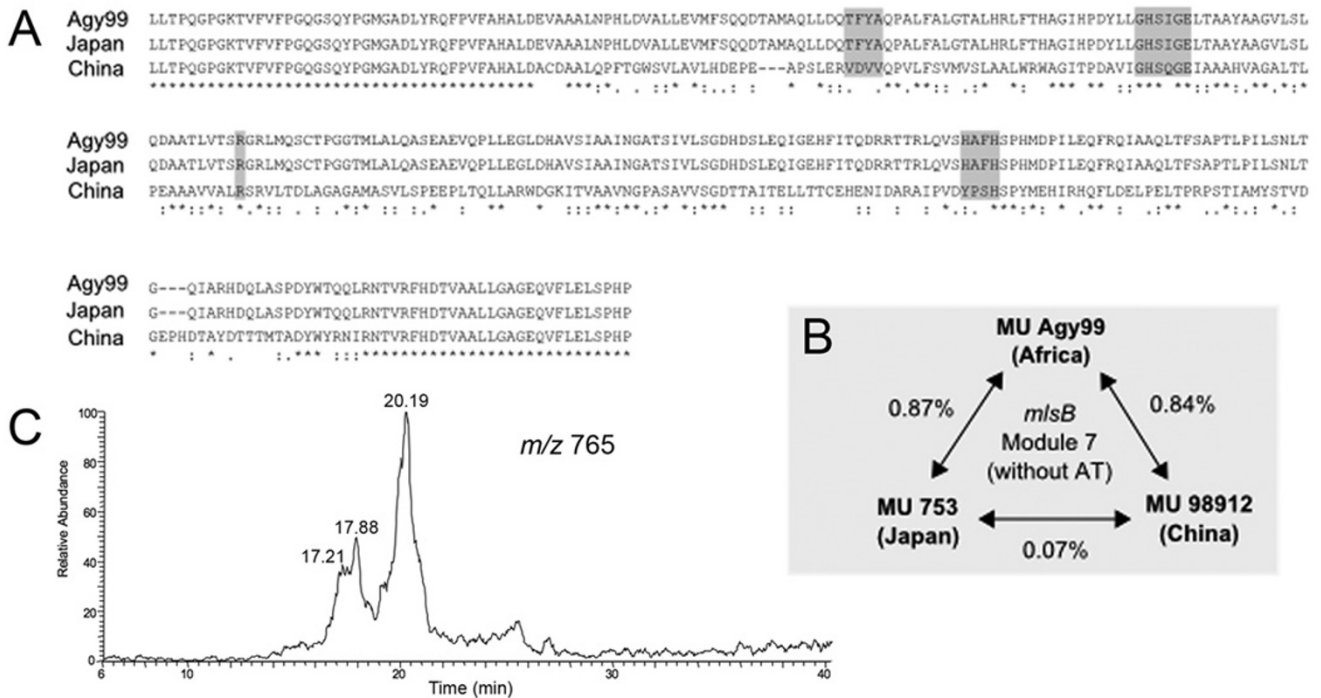 A
Agy99 LLTPQGPGKTVFVFPGQGSQYPGMGADLYRQFPVFAHALDEVAAALNPHLDVALLEVMFSQQDTAMAQLLDQTFYAQPALFALGTALHRLFTHAGIHPDYLLGHSIGELTAAYAAGVLSL
Japan LLTPQGPGKTVFVFPGQGSQYPGMGADLYRQFPVFAHALDEVAAALNPHLDVALLEVMFSQQDTAMAQLLDQTFYAQPALFALGTALHRLFTHAGIHPDYLLGHSIGELTAAYAAGVLSL
China LLTPQGPGKTVFVFPGQGSQYPGMGADLYRQFPVFAHALDACDAALQPFTGWSVLAVLHDEPE---APSLERVDVVQPVLFSVMVSLAALWRWAGITPDAVIGHSQGEIAAAHVAGALTL
Agy99 QDAATLVTSRGRLMQSCTPGGTMLALQASEAEVQPLLEGLDHAVSIAAINGATSIVLSGDHDSLEQIGEHFITQDRRTTRLQVSHAFHSPHMDPILEQFRQIAAQLTFSAPTLPILSNLT
Japan QDAATLVTSRGRLMQSCTPGGTMLALQASEAEVQPLLEGLDHAVSIAAINGATSIVLSGDHDSLEQIGEHFITQDRRTTRLQVSHAFHSPHMDPILEQFRQIAAQLTFSAPTLPILSNLT
China PEAAAVVALRSRVLTDLAGAGAMASVLSPEEPLTQLLARWDGKITVAAVNGPASAVVSGDTTAITELLTTCEHENIDARAIPVDYPSHSPYMEHIRHQFLDELPELTPRPSTIAMYSTVD
Agy99 G---QIARHDQLASPDYWTQQLRNTVRFHDTVAALLGAGEQVFLELSPHP
Japan G---QIARHDQLASPDYWTQQLRNTVRFHDTVAALLGAGEQVFLELSPHP
China GEPHDTAYDTTTMTADYWYRNIRNTVRFHDTVAALLGAGEQVFLELSPHP
B
MU Agy99
(Africa)
0.87%
mlsB
0.84%
Module 7
(without AT)
MU 753
(Japan)
MU 98912
(China)
0.07%
C
m/z 765
Relative Abundance
100
80
60
40
20
0
20.19
17.88
17.21
6 10 20 30 40
Time (min)